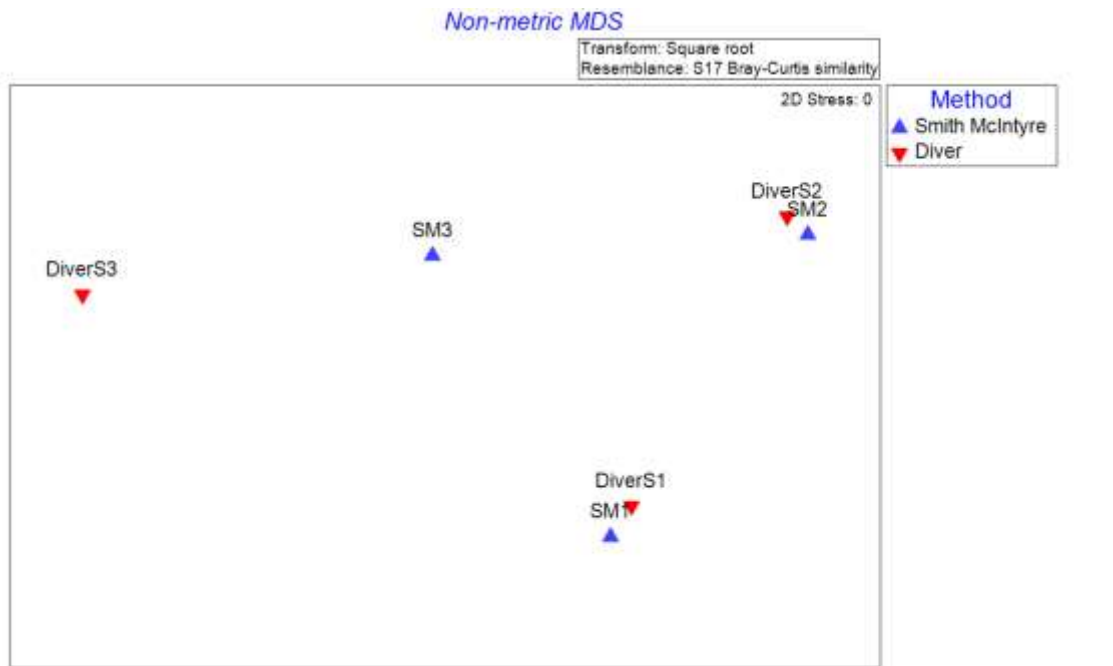 Non-metric MDS
Transform: Square root
Resemblance: S17 Bray-Curtis similarity
2D Stress: 0
Method
Smith McIntyre
Diver
DiverS2
SM2
SM3
DiverS3
DiverS1
SM1